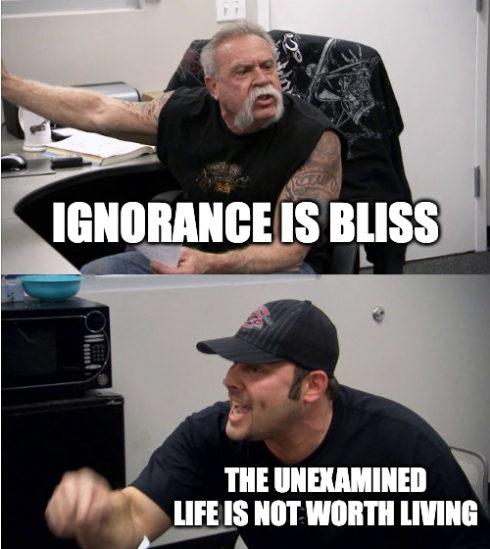 IGNORANCE IS BLISS
THE UNEXAMINED
LIFE IS NOT WORTH LIVING